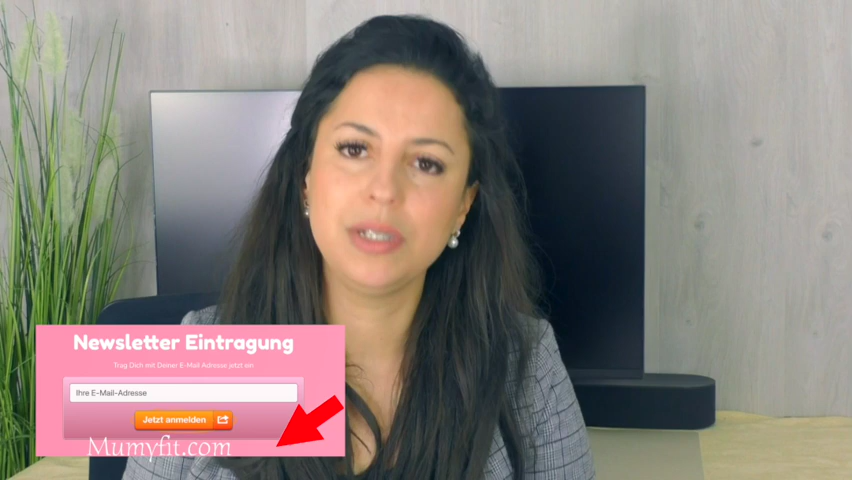 Newsletter Eintragung
Trag Dich mit Deiner E-Mail Adresse jetzt ein
Ihre E-Mail-Adresse
Jetzt anmelden
Mumyfit.com